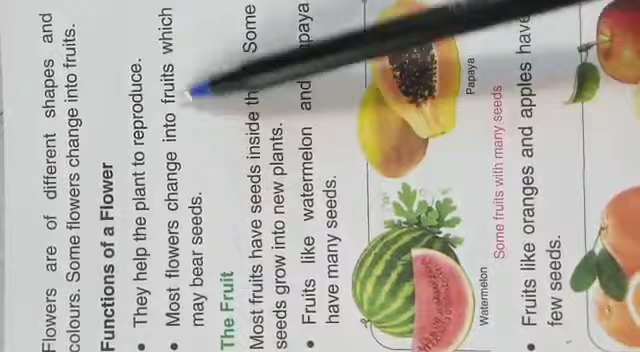 Flowers are of different shapes and
colours. Some flowers change into fruits.
Functions of a Flower
• They help the plant to reproduce.
• Most flowers change into fruits which
may bear seeds.
The Fruit
Most fruits have seeds inside Some
seeds grow into new plants.
• Fruits like watermelon and
have many seeds.
Watermelon
Papaya
Some fruits with many seeds
• Fruits like oranges and apples have
few seeds.